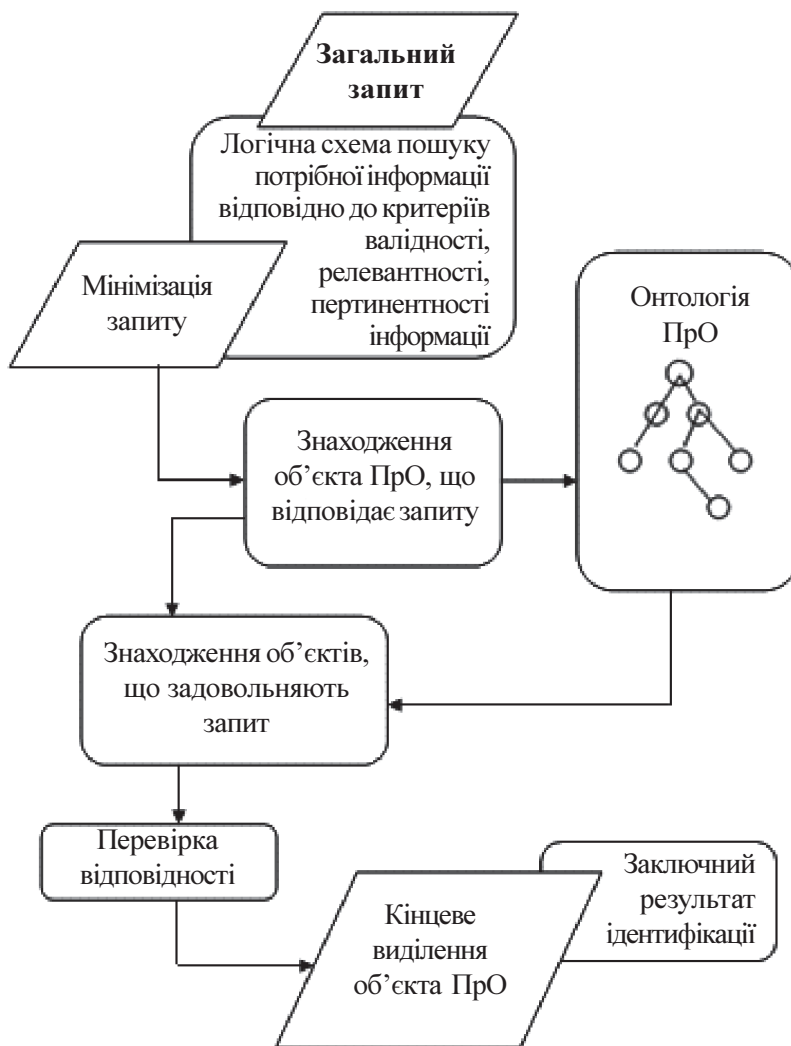 Загальний
запит
Логічна схема пошуку
потрібної інформації
відповідно до критеріїв
валідності,
релевантності,
пертинентності
інформації
Мінімізація
запиту
Онтологія
ПрО
Знаходження
об’єкта ПрО, що
відповідає запиту
Знаходження об’єктів,
що задовольняють
запит
Перевірка
відповідності
Кінцеве
виділення
об’єкта ПрО
Заключний
результат
ідентифікації